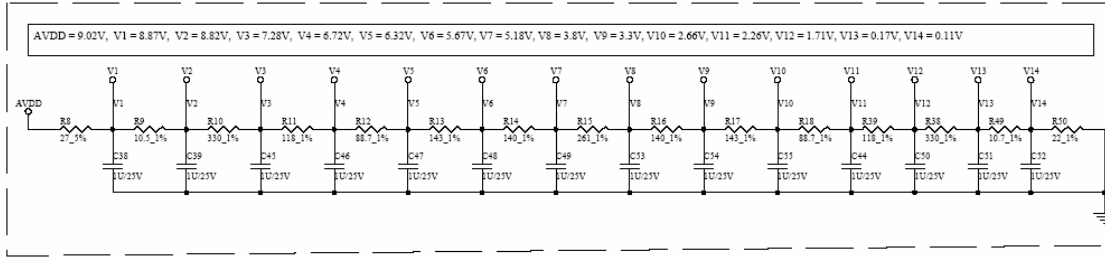 AVDD = 9.02V, V1 = 8.87V, V2 = 8.82V, V3 = 7.28V, V4 = 6.72V, V5 = 6.32V, V6 = 5.67V, V7 = 5.18V, V8 = 3.8V, V9 = 3.3V, V10 = 2.66V, V11 = 2.26V, V12 = 1.71V, V13 = 0.17V, V14 = 0.11V
V1 V2 V3 V4 V5 V6 V7 V8 V9 V10 V11 V12 V13 V14
AVDD V1 V2 V3 V4 V5 V6 V7 V8 V9 V10 V11 V12 V13 V14
R8 R9 R10 R11 R12 R13 R14 R15 R16 R17 R18 R39 R38 R49 R50
27_5% 10.5_1% 330_1% 118_1% 88.7_1% 143_1% 140_1% 261_1% 140_1% 143_1% 88.7_1% 118_1% 330_1% 10.7_1% 22_1%
C38 C39 C45 C46 C47 C48 C49 C53 C54 C55 C44 C50 C51 C52
1U/25V 1U/25V 1U/25V 1U/25V 1U/25V 1U/25V 1U/25V 1U/25V 1U/25V 1U/25V 1U/25V 1U/25V 1U/25V 1U/25V